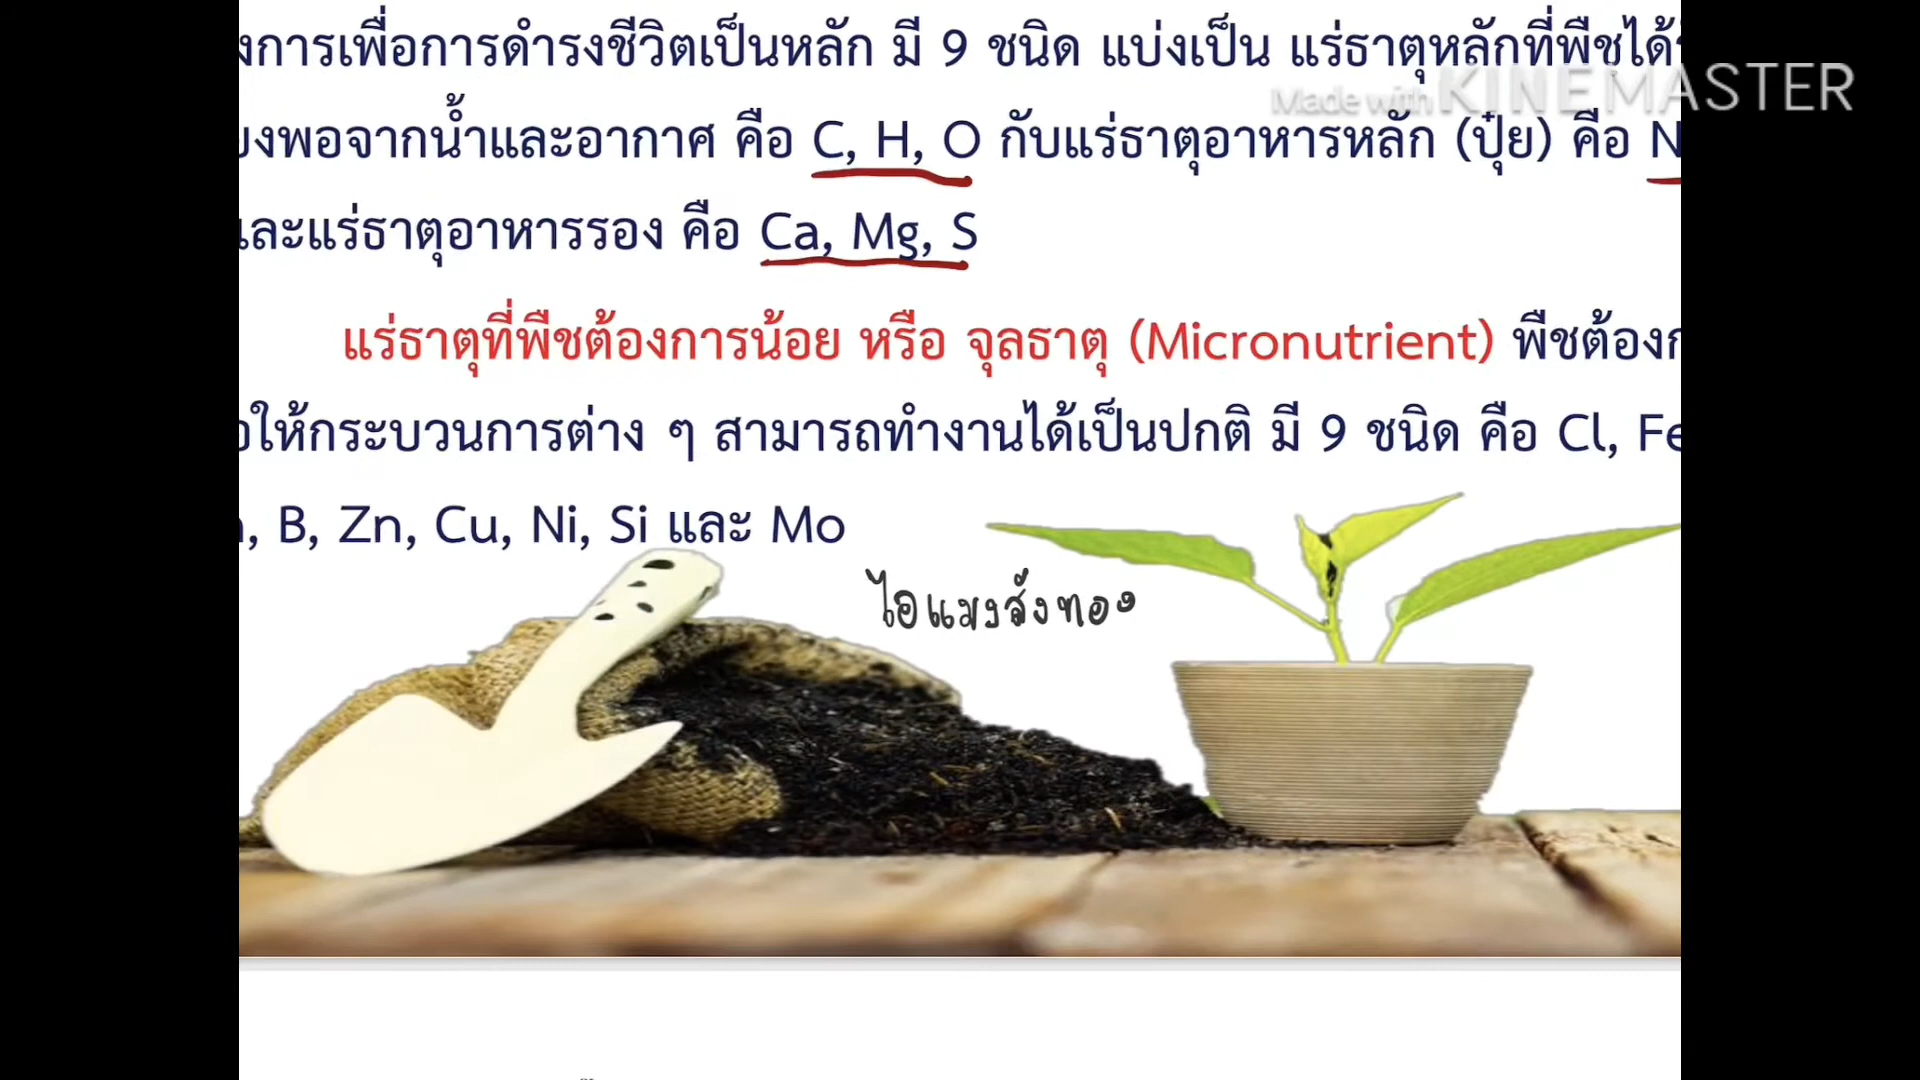 งการเพื่อการดำรงชีวิตเป็นหลัก มี 9 ชนิด แบ่งเป็น แร่ธาตุหลักที่พืชได้
Made with KINEMASTER
ยงพอจากน้ำและอากาศ คือ C, H, O กับแร่ธาตุอาหารหลัก (ปุ๋ย) คือ N
และแร่ธาตุอาหารรอง คือ Ca, Mg, S
แร่ธาตุที่พืชต้องการน้อย หรือ จุลธาตุ (Micronutrient) พืชต้องก
อให้กระบวนการต่าง ๆ สามารถทำงานได้เป็นปกติ มี 9 ชนิด คือ Cl, Fe
, B, Zn, Cu, Ni, Si และ Mo